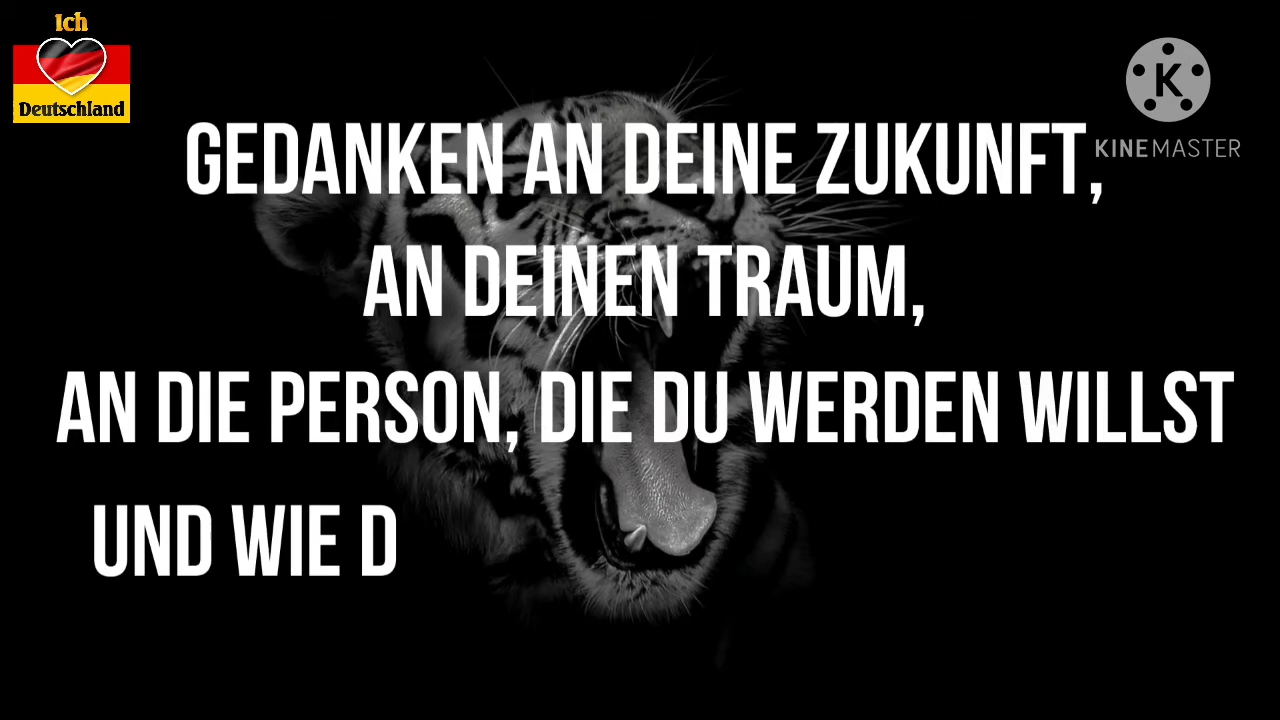 Ich
Deutschland
KINEMASTER
GEDANKEN AN DEINE ZUKUNFT,
AN DEINEN TRAUM,
AN DIE PERSON, DIE DU WERDEN WILLST
UND WIE D